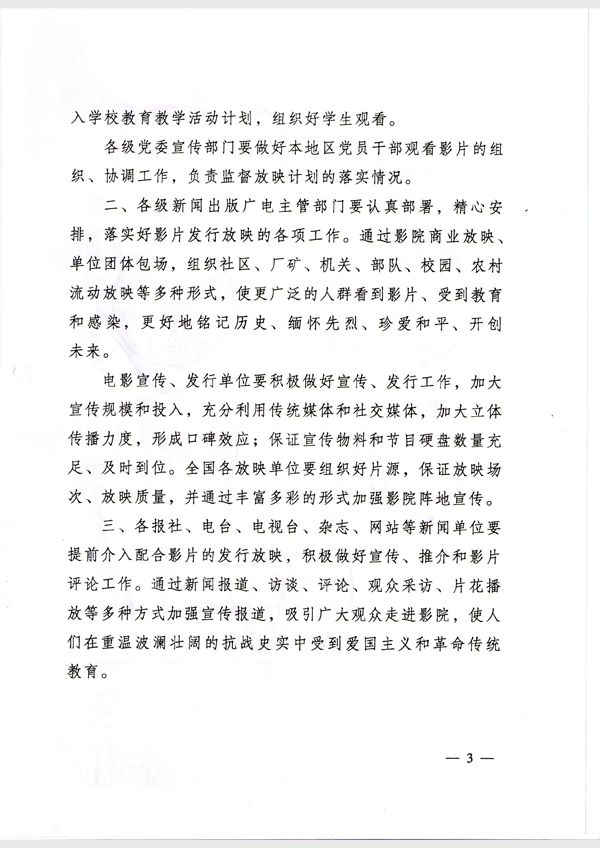 入学校教育教学活动计划，组织好学生观看。
各级党委宣传部门要做好本地区党员干部观看影片的组
织、协调工作，负责监督放映计划的落实情况。
二、各级新闻出版广电主管部门要认真部署，精心安
排，落实好影片发行放映的各项工作。通过影院商业放映、
单位团体包场，组织社区、厂矿、机关、部队、校园、农村
流动放映等多种形式，使更广泛的人群看到影片、受到教育
和感染，更好地铭记历史、缅怀先烈、珍爱和平、开创
未来。
电影宣传、发行单位要积极做好宣传、发行工作，加大
宣传规模和投入，充分利用传统媒体和社交媒体，加大立体
传播力度，形成口碑效应；保证宣传物料和节目硬盘数量充
足、及时到位。全国各放映单位要组织好片源，保证放映场
次、放映质量，并通过丰富多彩的形式加强影院阵地宣传。
三、各报社、电台、电视台、杂志、网站等新闻单位要
提前介入配合影片的发行放映，积极做好宣传、推介和影片
评论工作。通过新闻报道、访谈、评论、观众采访、片花播
放等多种方式加强宣传报道，吸引广大观众走进影院，使人
们在重温波澜壮阔的抗战史实中受到爱国主义和革命传统
教育。
— 3 —